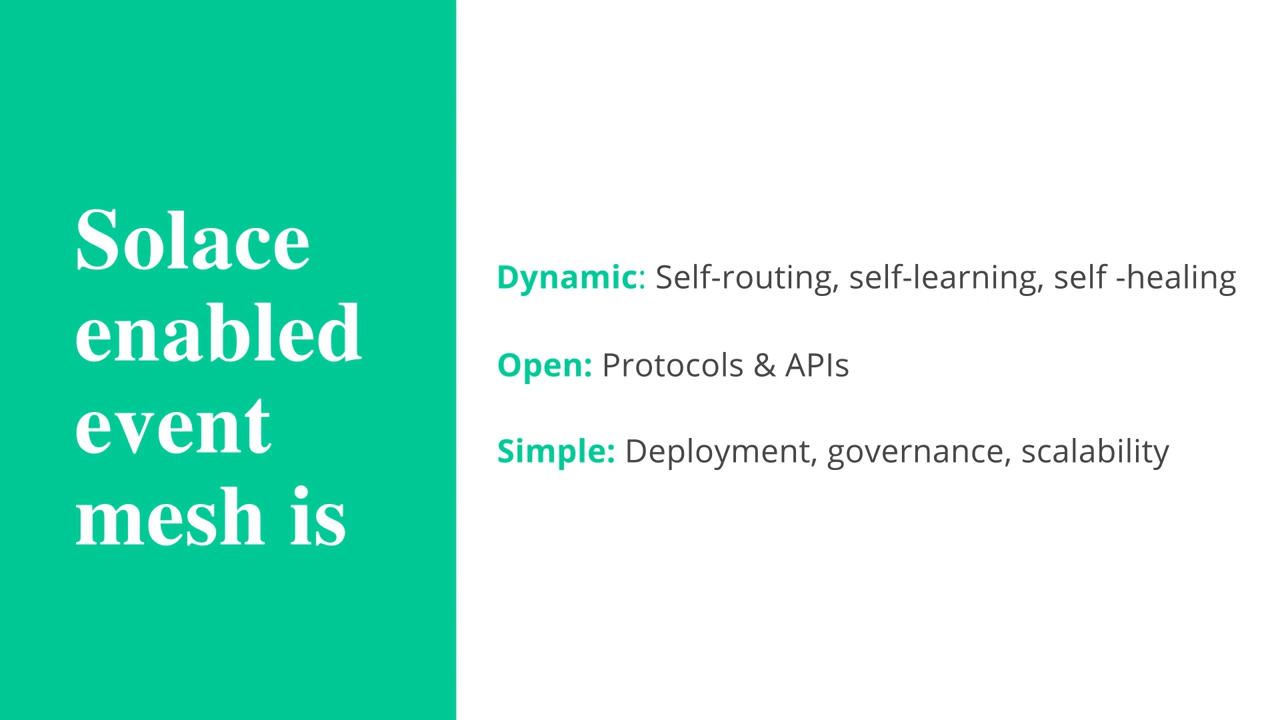 Solace
enabled
event
mesh is
Dynamic: Self-routing, self-learning, self -healing
Open: Protocols & APIs
Simple: Deployment, governance, scalability